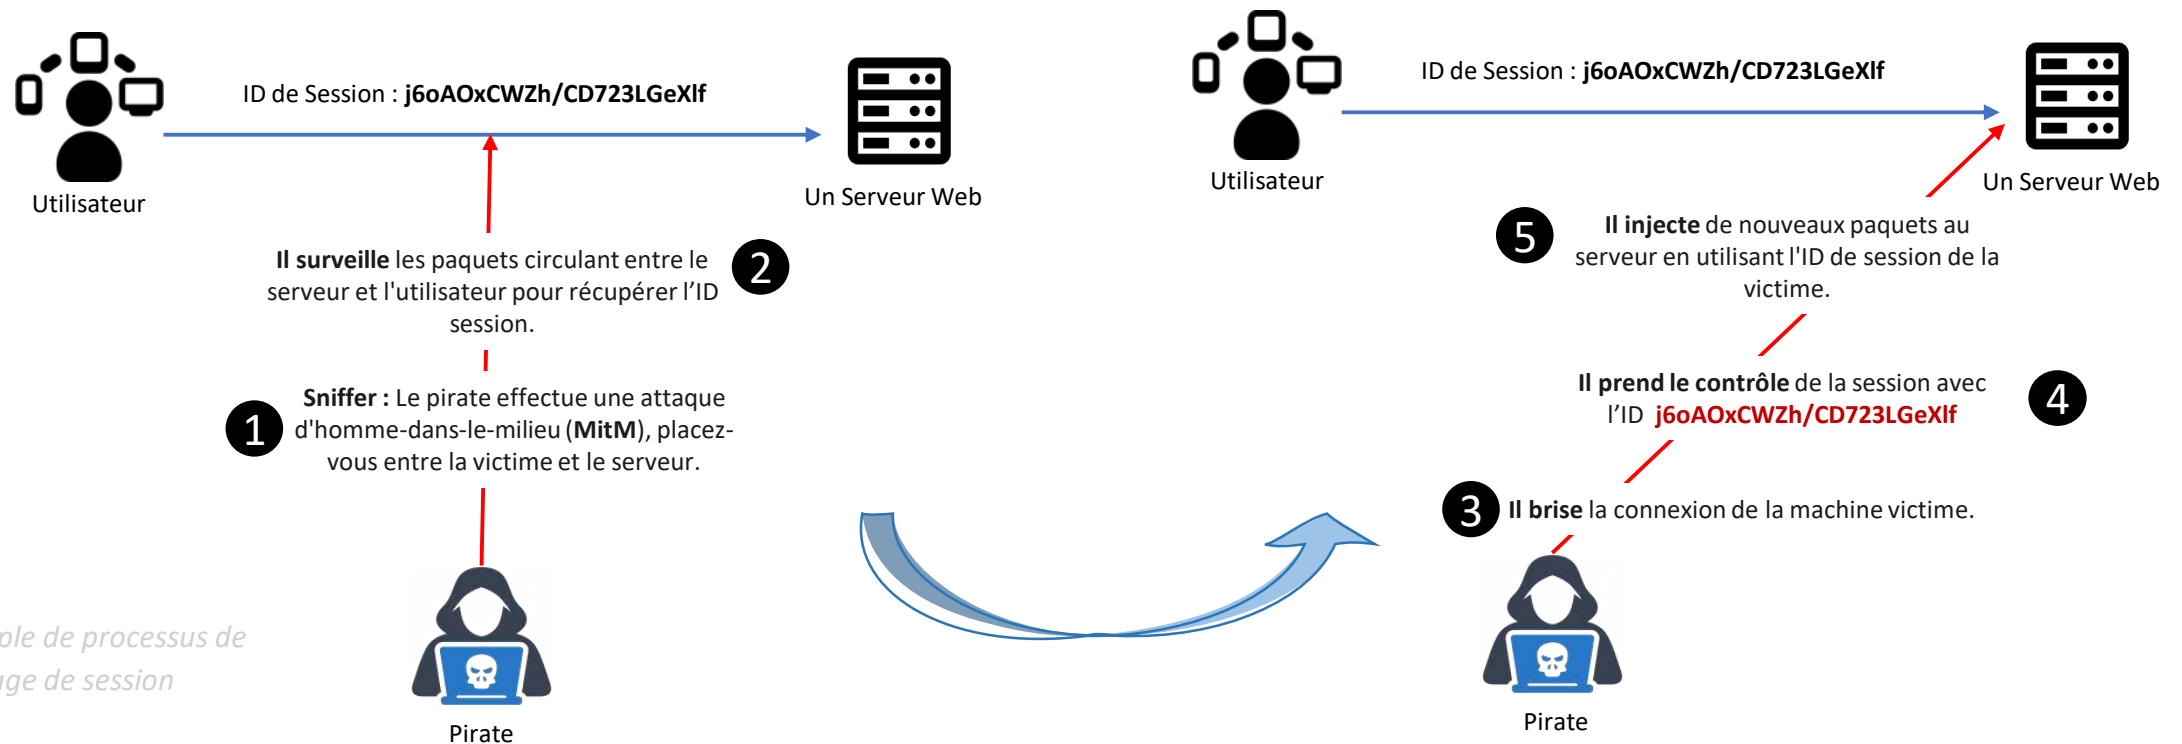 ID de Session : j6oAOxCWZh/CD723LGeXlf
Utilisateur
Un Serveur Web
Il surveille les paquets circulant entre le
serveur et l'utilisateur pour récupérer l’ID
session.
2
1
Sniffer : Le pirate effectue une attaque
d'homme-dans-le-milieu (MitM), placez-
vous entre la victime et le serveur.
Pirate
ple de processus de
age de session
ID de Session : j6oAOxCWZh/CD723LGeXlf
Utilisateur
Un Serveur Web
5
Il injecte de nouveaux paquets au
serveur en utilisant l'ID de session de la
victime.
Il prend le contrôle de la session avec
l’ID j6oAOxCWZh/CD723LGeXlf
4
3
Il brise la connexion de la machine victime.
Pirate